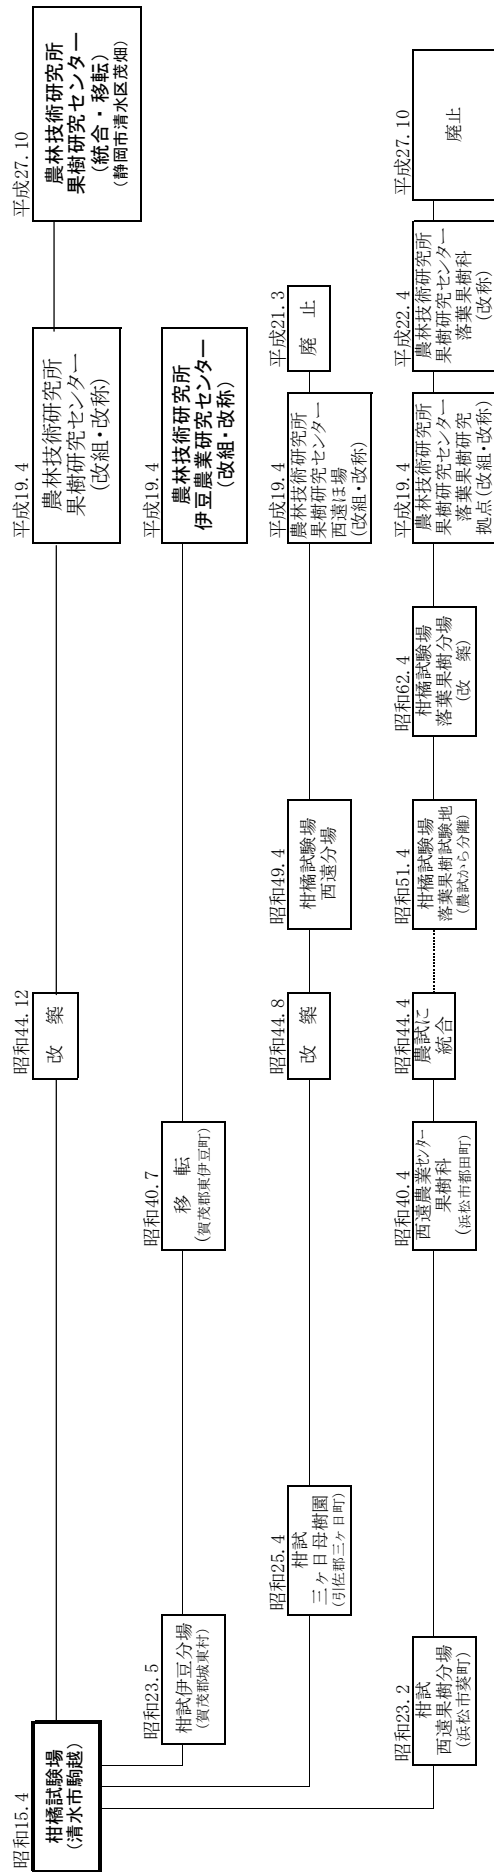 昭和15.4
柑橘試験場
(清水市駒越)
昭和44.12
改　築
平成19.4
農林技術研究所
果樹研究センター
(改組・改称)
平成27.10
農林技術研究所
果樹研究センター
(統合・移転)
(静岡市清水区茂畑)
昭和23.5
柑試伊豆分場
(賀茂郡城東村)
昭和40.7
移　転
(賀茂郡東伊豆町)
平成19.4
農林技術研究所
伊豆農業研究センター
(改組・改称)
昭和25.4
柑試
三ヶ日母樹園
(引佐郡三ヶ日町)
昭和44.8
改　築
昭和49.4
柑橘試験場
西遠分場
平成19.4
農林技術研究所
果樹研究センター
西遠ほ場
(改組・改称)
平成21.3
廃　止
昭和23.2
柑試
西遠果樹分場
(浜松市葵町)
昭和40.4
西遠農業センター
果樹科
(浜松市都田町)
昭和44.4
農試に
統合
昭和51.4
柑橘試験場
落葉果樹試験地
(農試から分離)
昭和62.4
柑橘試験場
落葉果樹分場
(改　築)
平成19.4
農林技術研究所
果樹研究センター
落葉果樹研究
拠点(改組・改称)
平成22.4
農林技術研究所
果樹研究センター
落葉果樹科
(改称)
平成27.10
廃止